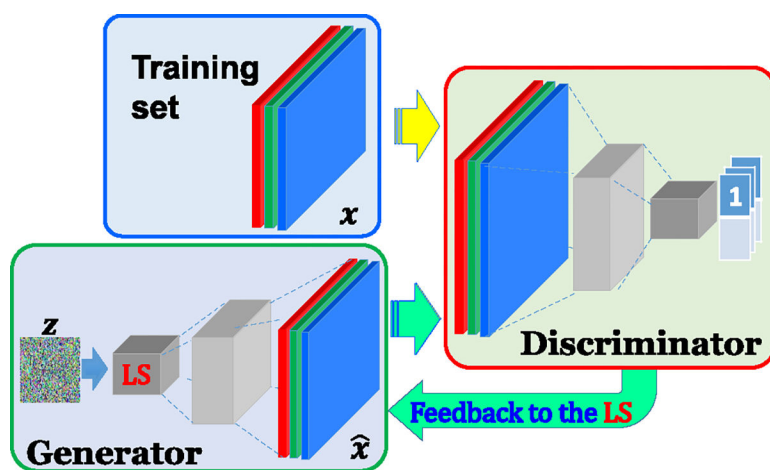 Training
set
x
1
Discriminator
z
LS
x̂
Generator
Feedback to the LS